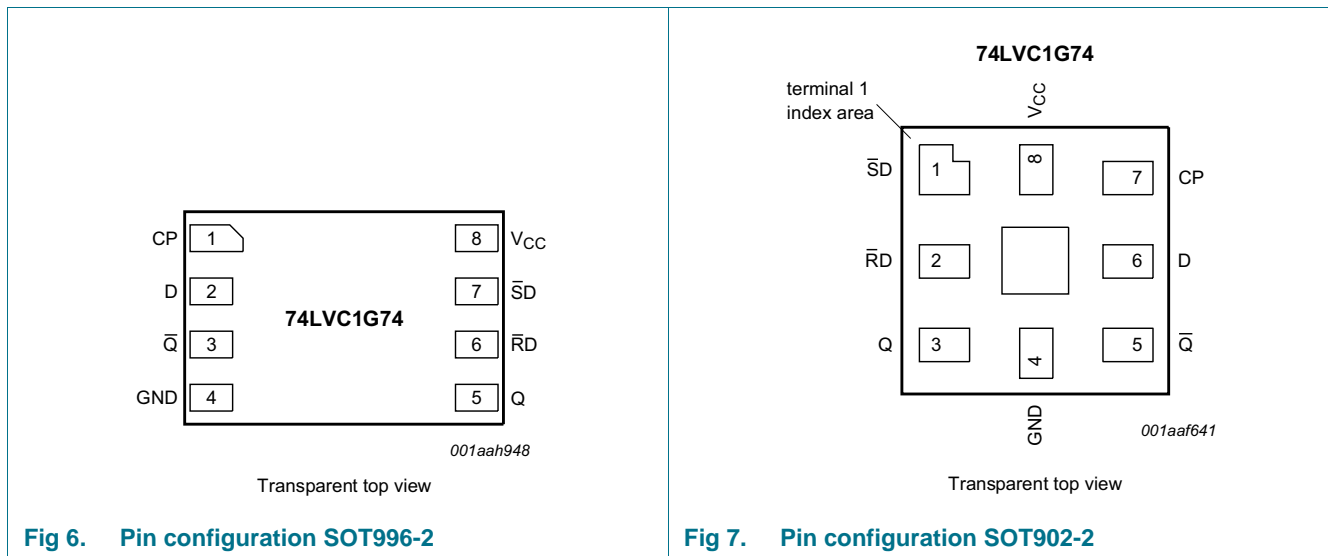 CP 1 8 VCC
D 2 7 S̅D
Q̅ 3 74LVC1G74 6 R̅D
GND 4 5 Q
001aah948
Transparent top view
Fig 6. Pin configuration SOT996-2
74LVC1G74
terminal 1
index area
VCC
S̅D 1 8 7 CP
R̅D 2 6 D
Q 3 4 5 Q̅
GND
001aaf641
Transparent top view
Fig 7. Pin configuration SOT902-2